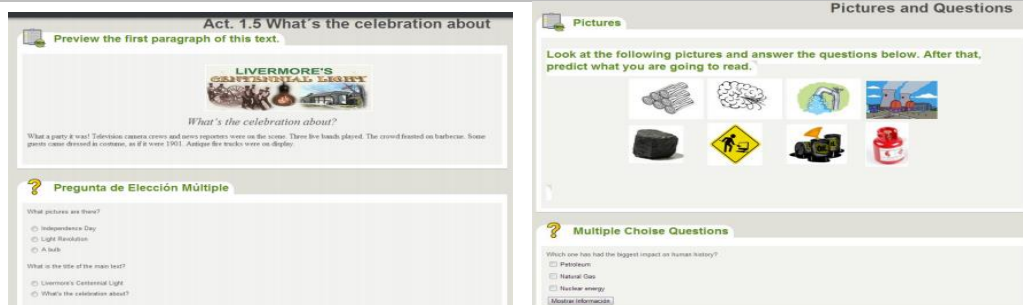 Act. 1.5 What´s the celebration about
Preview the first paragraph of this text.
LIVERMORE'S
CENTENNIAL LIGHT
What's the celebration about?
What a party it was! Television camera crews and news reporters were on the scene. Three live bands played. The crowd feasted on barbecue. Some
guests came dressed in costume, as if it were 1901. Antique fire trucks were on display.
Pregunta de Elección Múltiple
What pictures are there?
Independence Day
Light Revolution
A bulb
What is the title of the main text?
Livermore's Centennial Light
What's the celebration about?
Pictures and Questions
Pictures
Look at the following pictures and answer the questions below. After that,
predict what you are going to read.
Multiple Choise Questions
Which one has had the biggest impact on human history?
Petroleum
Natural Gas
Nuclear energy
Mostrar Información